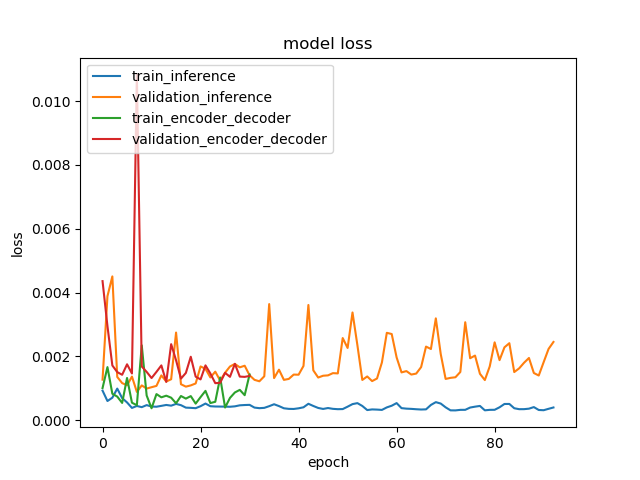 model loss
train_inference
validation_inference
train_encoder_decoder
validation_encoder_decoder
0.010
0.008
0.006
0.004
0.002
0.000
loss
0 20 40 60 80
epoch